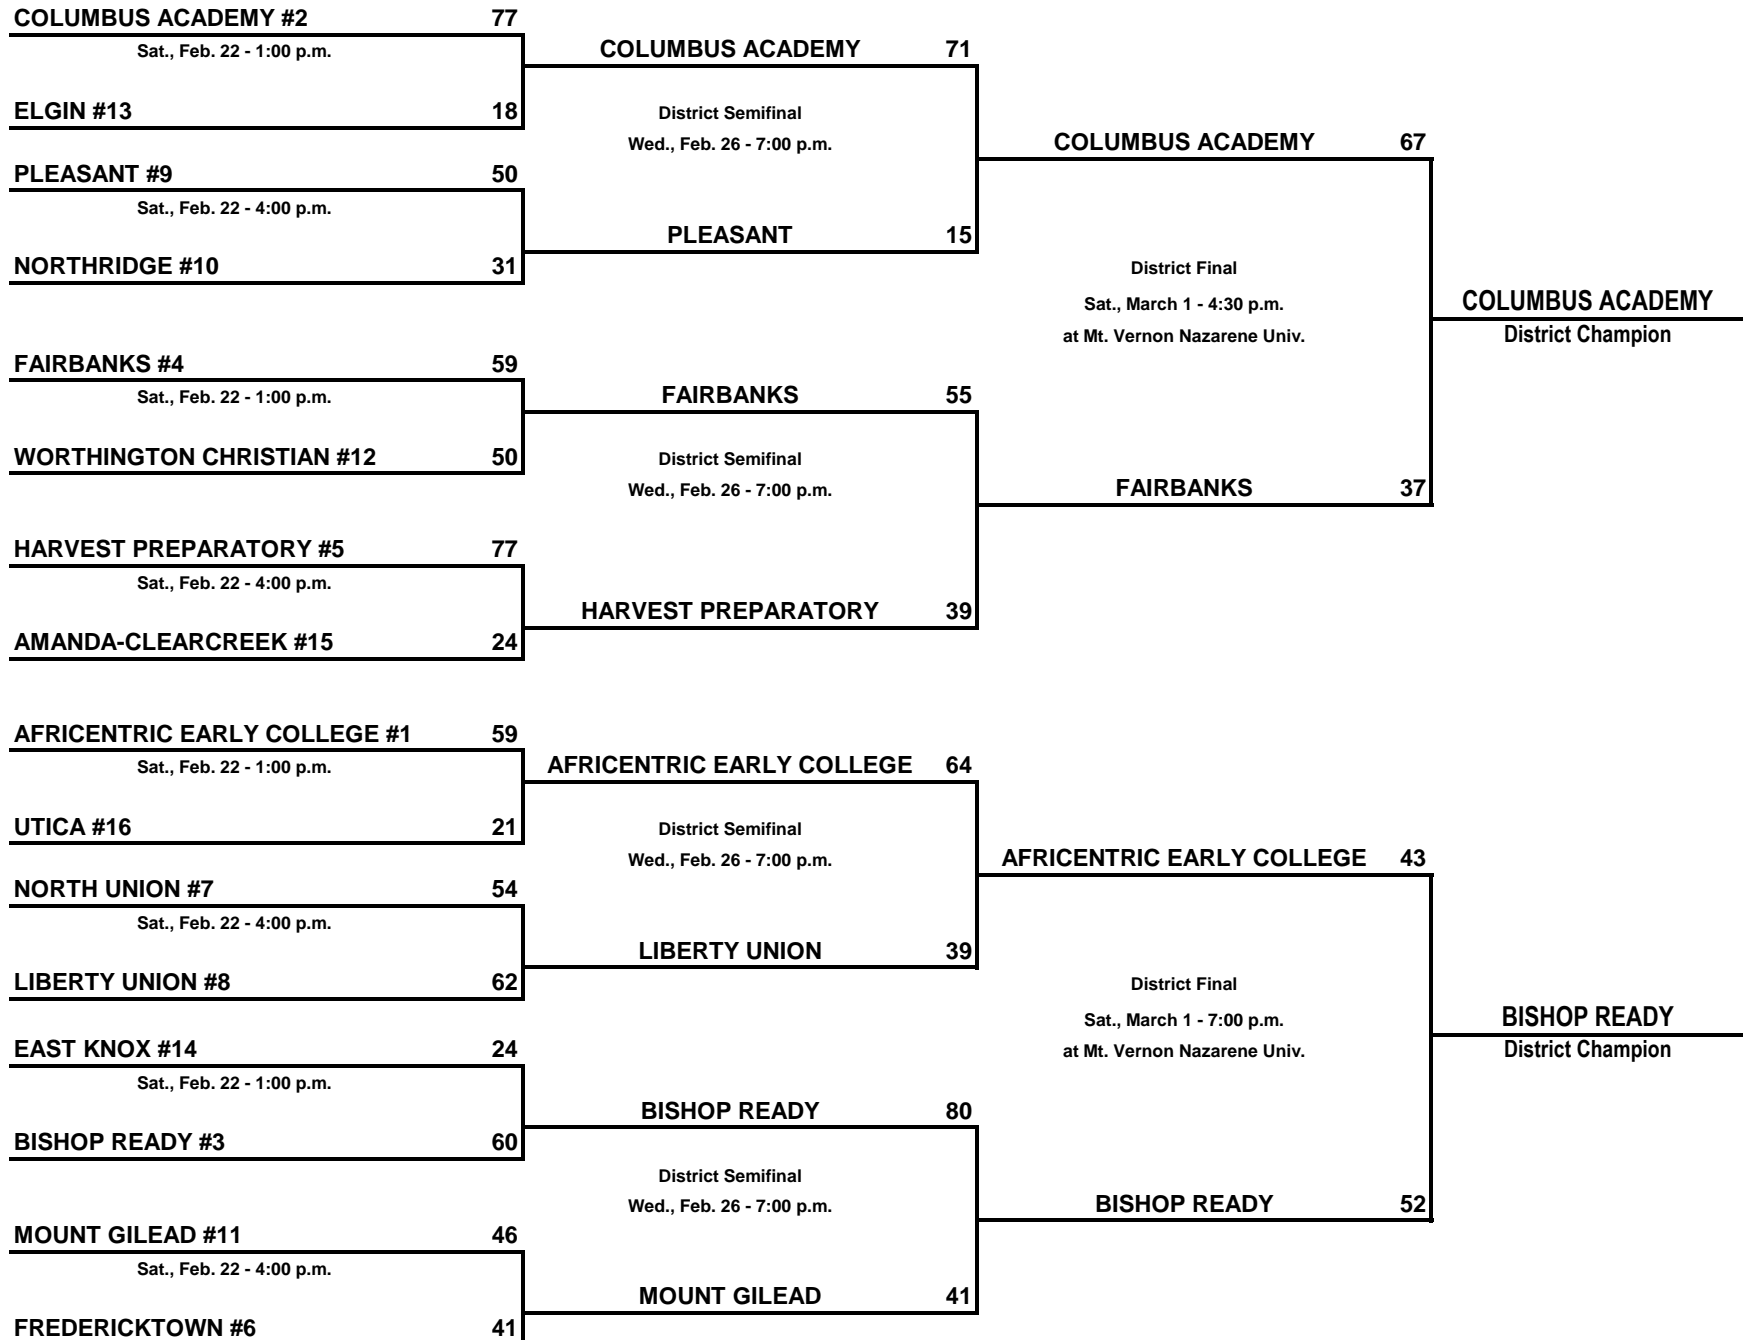 COLUMBUS ACADEMY #2 77
Sat., Feb. 22 - 1:00 p.m.
COLUMBUS ACADEMY 71
ELGIN #13 18
District Semifinal
Wed., Feb. 26 - 7:00 p.m.
COLUMBUS ACADEMY 67
PLEASANT #9 50
Sat., Feb. 22 - 4:00 p.m.
PLEASANT 15
NORTHRIDGE #10 31
District Final
Sat., March 1 - 4:30 p.m.
at Mt. Vernon Nazarene Univ.
COLUMBUS ACADEMY
District Champion
FAIRBANKS #4 59
Sat., Feb. 22 - 1:00 p.m.
FAIRBANKS 55
WORTHINGTON CHRISTIAN #12 50
District Semifinal
Wed., Feb. 26 - 7:00 p.m.
FAIRBANKS 37
HARVEST PREPARATORY #5 77
Sat., Feb. 22 - 4:00 p.m.
HARVEST PREPARATORY 39
AMANDA-CLEARCREEK #15 24
AFRICENTRIC EARLY COLLEGE #1 59
Sat., Feb. 22 - 1:00 p.m.
AFRICENTRIC EARLY COLLEGE 64
UTICA #16 21
District Semifinal
Wed., Feb. 26 - 7:00 p.m.
AFRICENTRIC EARLY COLLEGE 43
NORTH UNION #7 54
Sat., Feb. 22 - 4:00 p.m.
LIBERTY UNION 39
LIBERTY UNION #8 62
District Final
Sat., March 1 - 7:00 p.m.
at Mt. Vernon Nazarene Univ.
BISHOP READY
District Champion
EAST KNOX #14 24
Sat., Feb. 22 - 1:00 p.m.
BISHOP READY 80
BISHOP READY #3 60
District Semifinal
Wed., Feb. 26 - 7:00 p.m.
BISHOP READY 52
MOUNT GILEAD #11 46
Sat., Feb. 22 - 4:00 p.m.
MOUNT GILEAD 41
FREDERICKTOWN #6 41